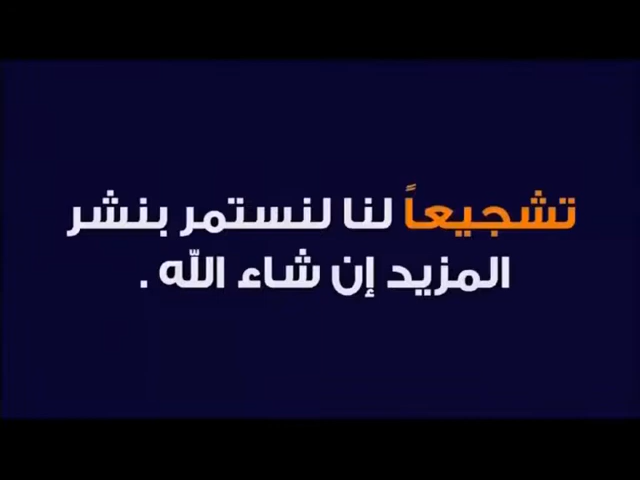 تشجيعاً لنا لنستمر بنشر
المزيد إن شاء الله .